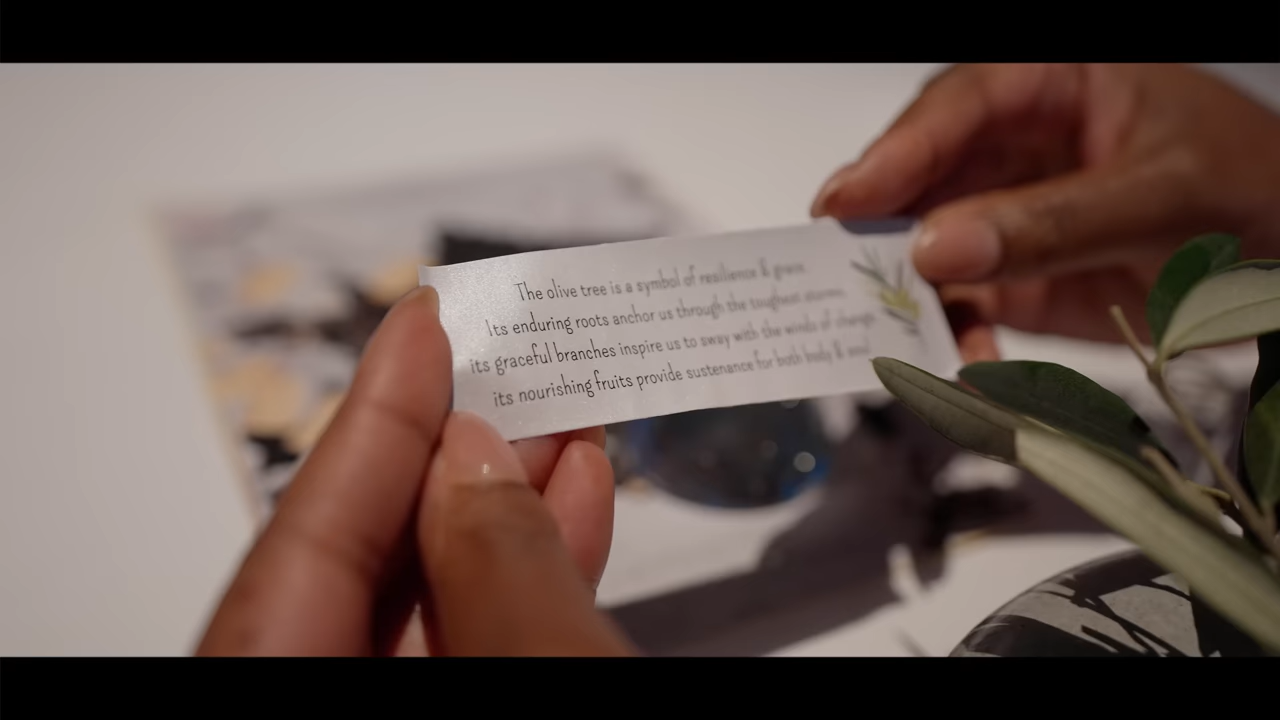 The olive tree is a symbol of resilience & grace.
Its enduring roots anchor us through the toughest storms,
its graceful branches inspire us to sway with the winds of change,
its nourishing fruits provide sustenance for both body & soul